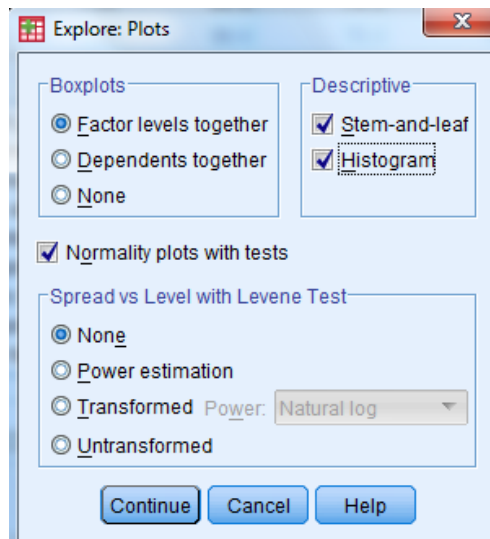 Explore: Plots
Boxplots
Factor levels together
Dependents together
None
Descriptive
Stem-and-leaf
Histogram
Normality plots with tests
Spread vs Level with Levene Test
None
Power estimation
Transformed Power: Natural log
Untransformed
Continue Cancel Help